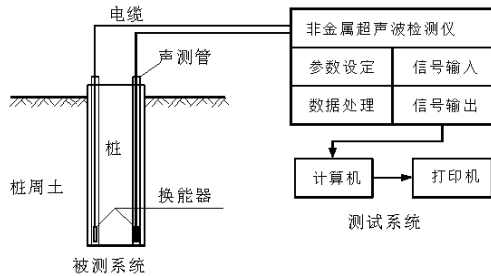 电缆
非金属超声波检测仪
声测管
参数设定
信号输入
数据处理
信号输出
桩
计算机
打印机
桩周土
换能器
测试系统
被测系统